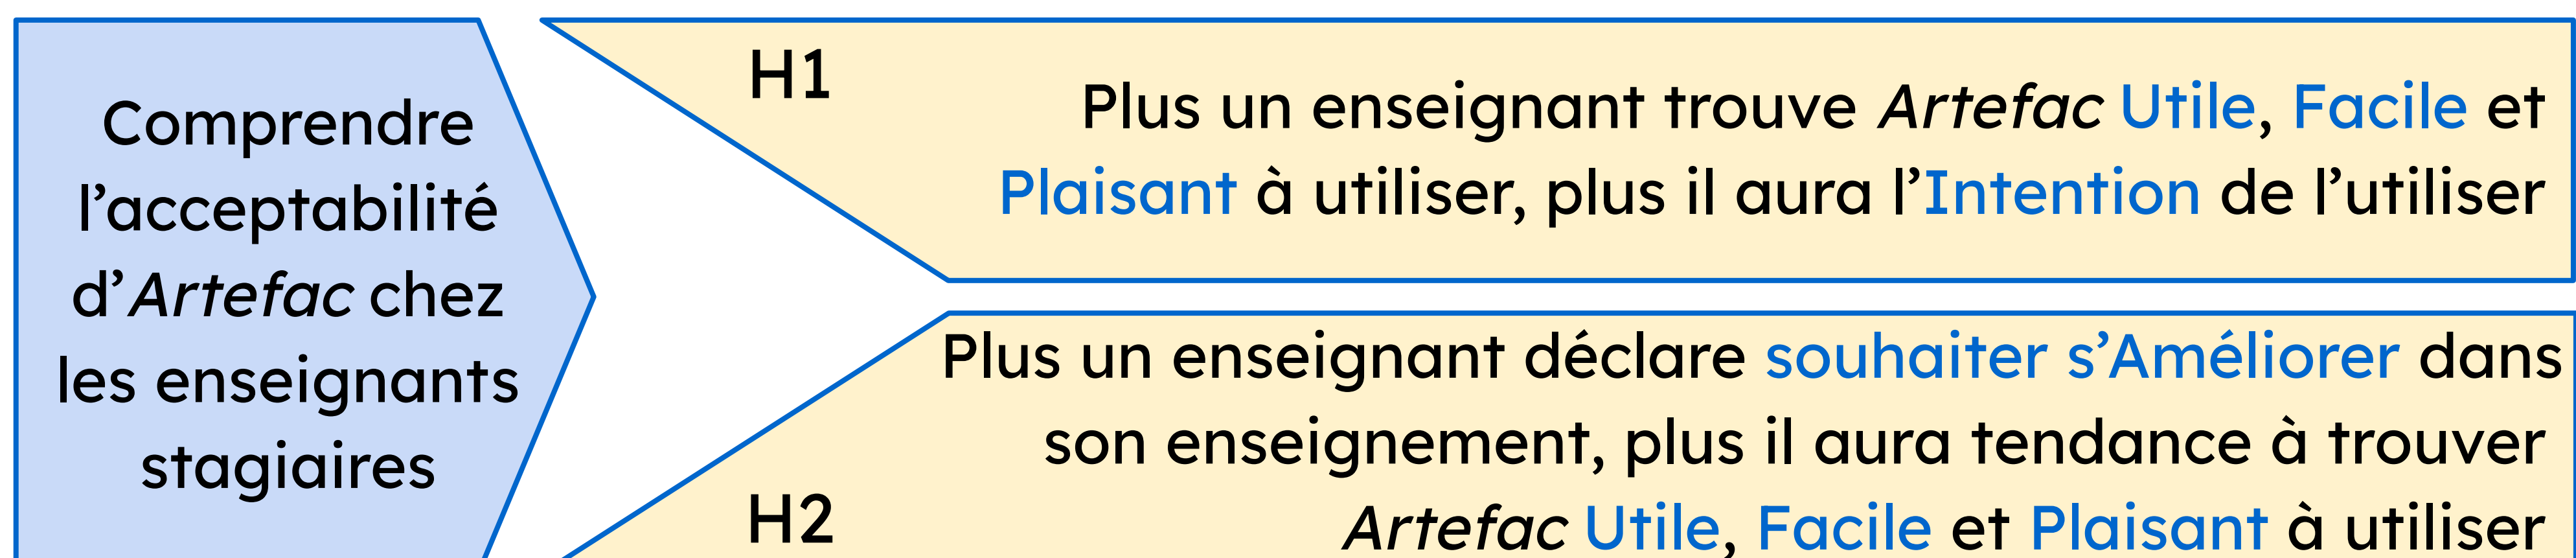 Comprendre
l’acceptabilité
d’Artefac chez
les enseignants
stagiaires
H1
Plus un enseignant trouve Artefac Utile, Facile et
Plaisant à utiliser, plus il aura l’Intention de l’utiliser
Plus un enseignant déclare souhaiter s’Améliorer dans
son enseignement, plus il aura tendance à trouver
Artefac Utile, Facile et Plaisant à utiliser
H2